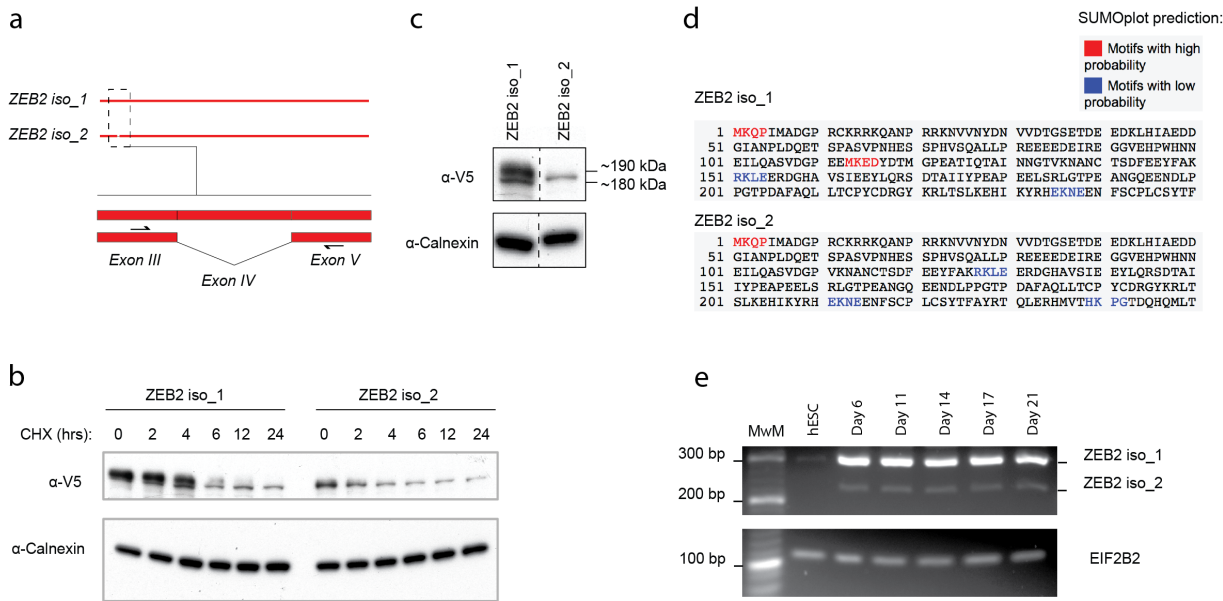 a
ZEB2 iso_1
ZEB2 iso_2
Exon III
Exon IV
Exon V
b
ZEB2 iso_1
ZEB2 iso_2
CHX (hrs): 0 2 4 6 12 24 0 2 4 6 12 24
α-V5
α-Calnexin
c
ZEB2 iso_1
ZEB2 iso_2
α-V5
~190 kDa
~180 kDa
α-Calnexin
d
SUMOplot prediction:
Motifs with high
probability
Motifs with low
probability
ZEB2 iso_1
1 MKQPIMADGP RCKRRKQANP RRKNVVNYDN VVDTGSETDE EDKLHIAEDD
51 GIANPLDQET SPASVPNHES SPHVSQALLP REEEEDEIRE GGVEHPWHNN
101 EILQASVDGP EEMKEDYDTM GPEATIQTAI NNGTVKNANC TSDFEEYFAK
151 RKLEERDGHA VSIEEYLQRS DTAIIYPEAP EELSRLGTPE ANGQEENDLP
201 PGTPDAFAQL LTCPYCDRGY KRLTSLKEHI KYRHEKNEEN FSCPLCSYTF
ZEB2 iso_2
1 MKQPIMADGP RCKRRKQANP RRKNVVNYDN VVDTGSETDE EDKLHIAEDD
51 GIANPLDQET SPASVPNHES SPHVSQALLP REEEEDEIRE GGVEHPWHNN
101 EILQASVDGP VKNANCTSDF EEYFAKRKLE ERDGHAVSIE EYLQRSDTAI
151 IYPEAPEELS RLGTPEANGQ EENDLPPGTP DAFAQLLTCP YCDRGYKRLT
201 SLKEHIKYRH EKNEENFSCP LCSYTFAYRT QLERHMVTHK PGTDQHQMLT
e
MwM
hESC
Day 6
Day 11
Day 14
Day 17
Day 21
300 bp
200 bp
ZEB2 iso_1
ZEB2 iso_2
100 bp
EIF2B2